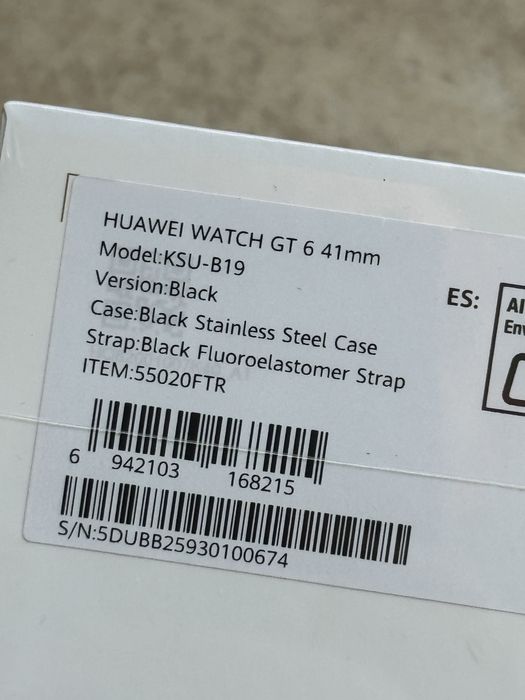 HUAWEI WATCH GT 6 41mm
Model:KSU-B19
Version:Black
Case:Black Stainless Steel Case
Strap:Black Fluoroelastomer Strap
ITEM:55020FTR
6 942103 168215
S/N:5DUBB25930100674
ES: